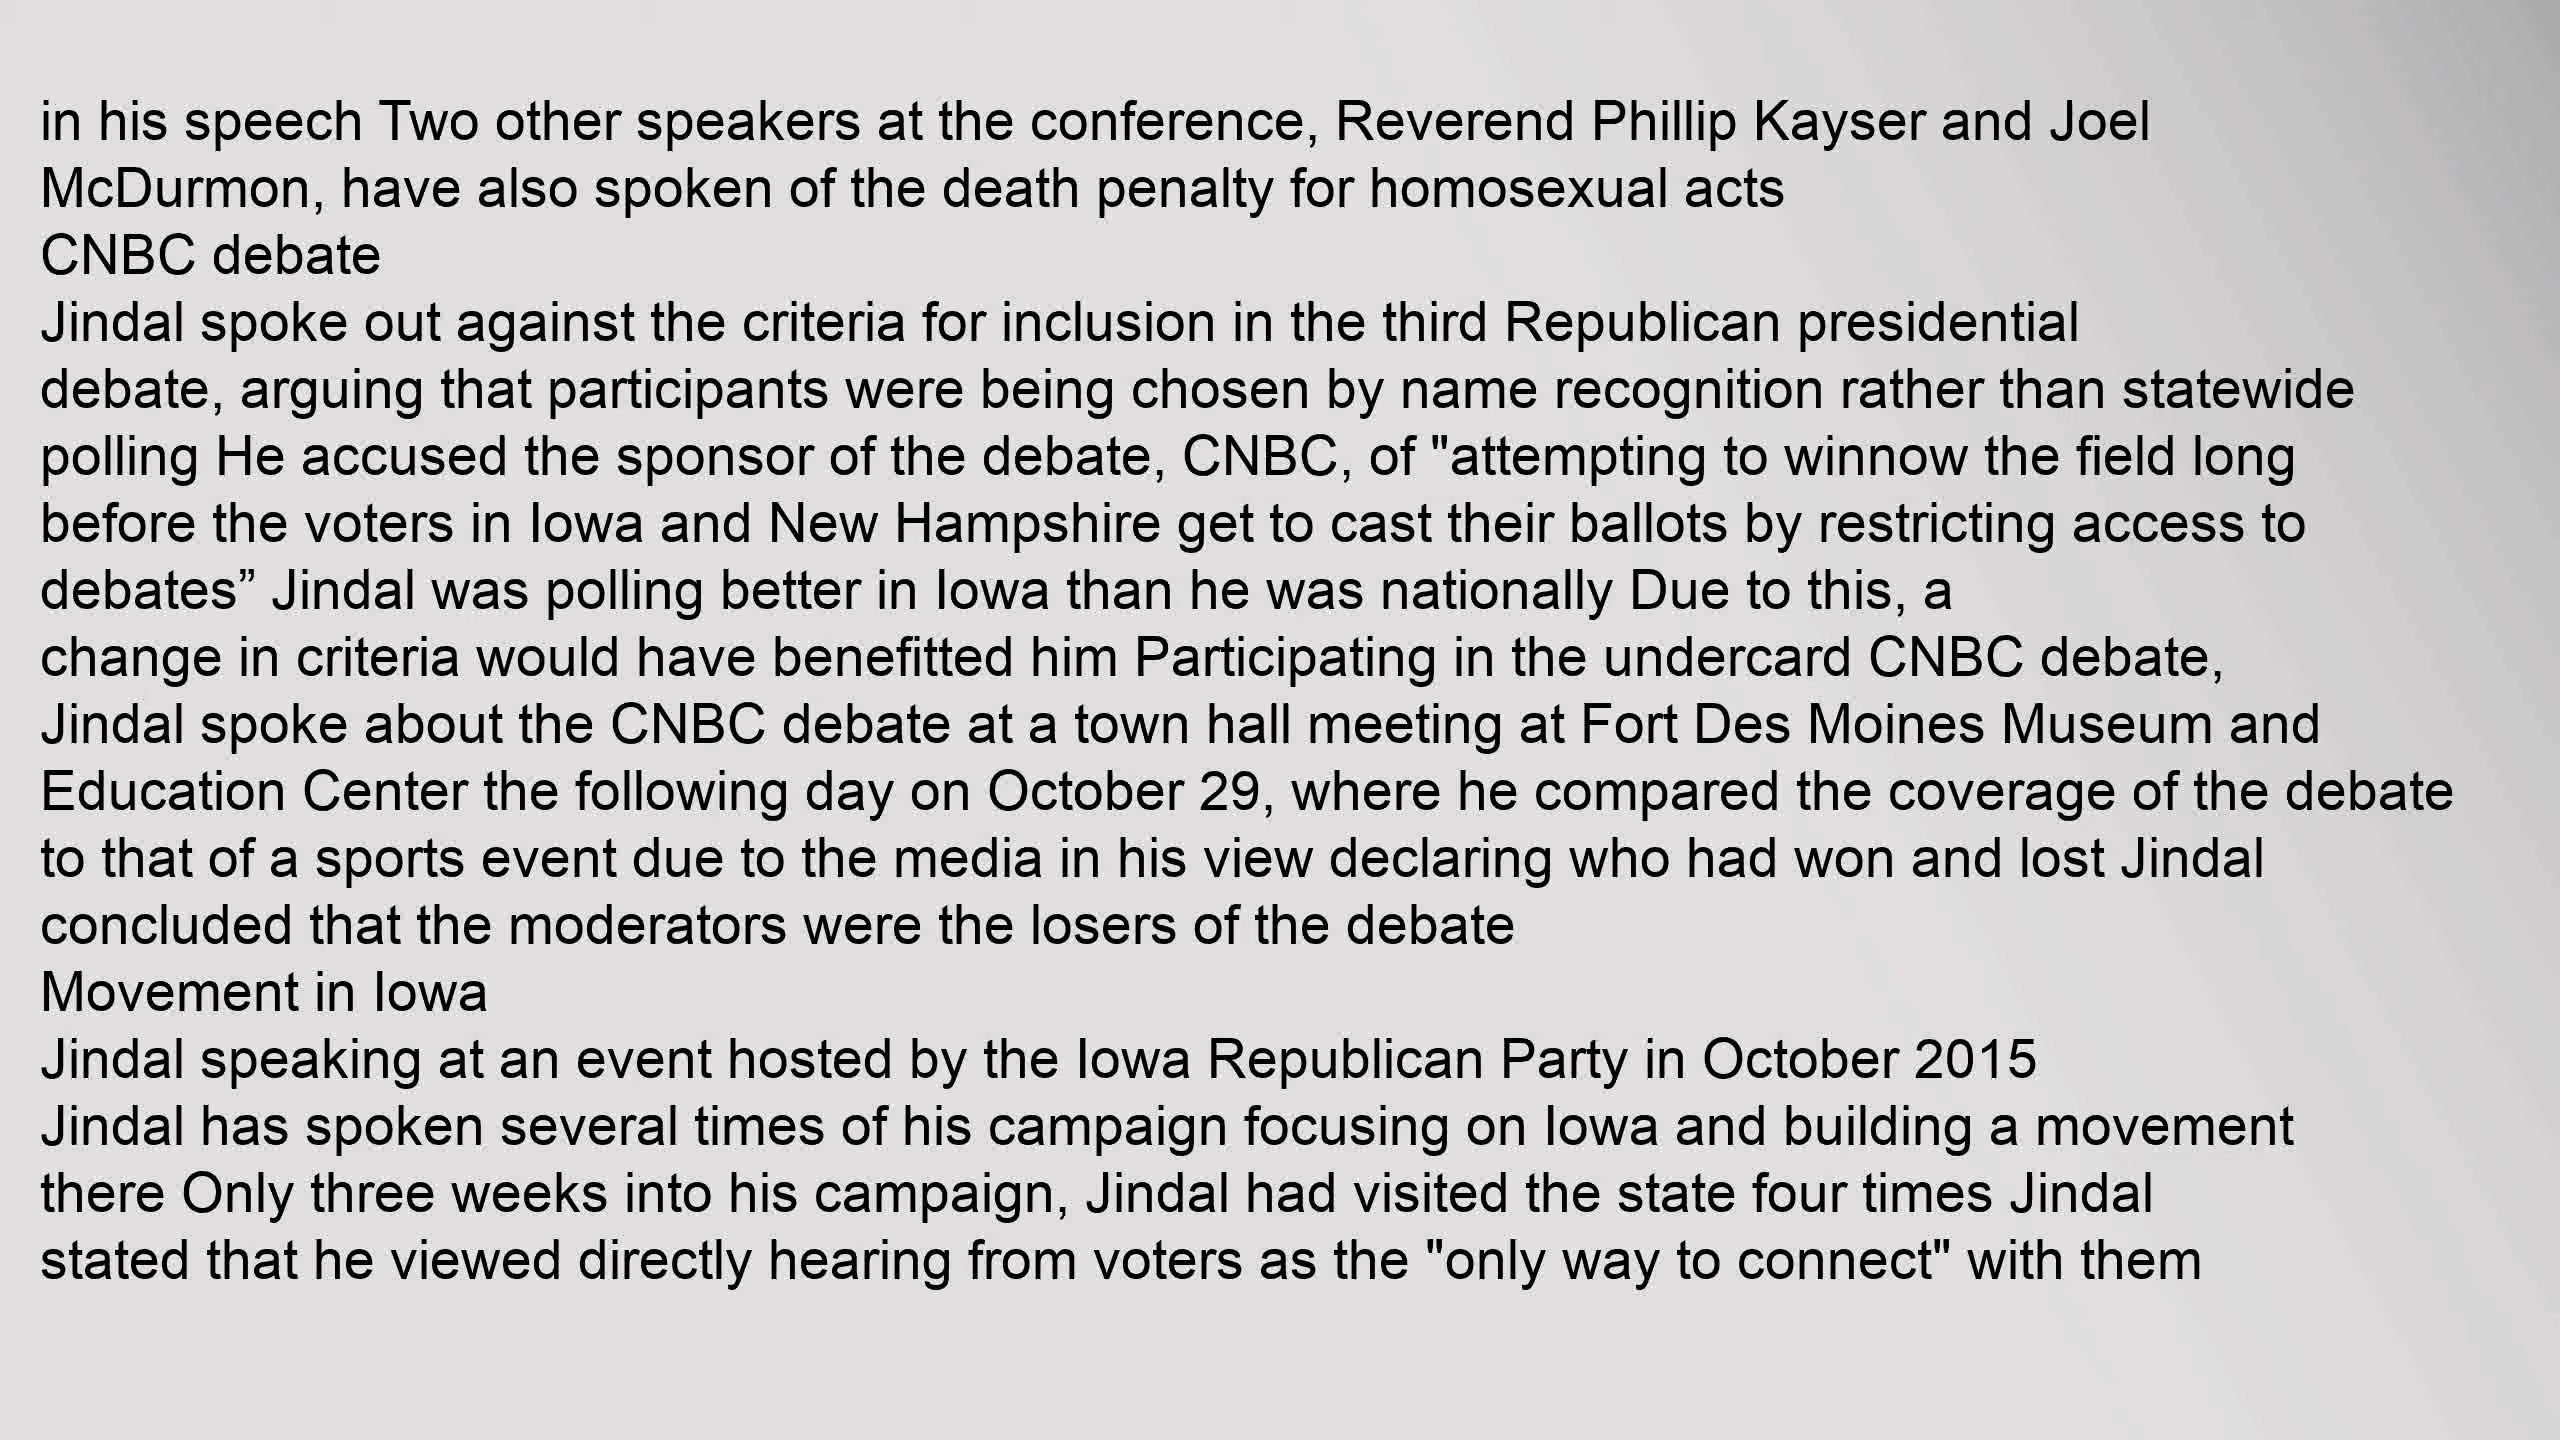 in his speech Two other speakers at the conference, Reverend Phillip Kayser and Joel
McDurmon, have also spoken of the death penalty for homosexual acts
CNBC debate
Jindal spoke out against the criteria for inclusion in the third Republican presidential
debate, arguing that participants were being chosen by name recognition rather than statewide
polling He accused the sponsor of the debate, CNBC, of "attempting to winnow the field long
before the voters in Iowa and New Hampshire get to cast their ballots by restricting access to
debates” Jindal was polling better in Iowa than he was nationally Due to this, a
change in criteria would have benefitted him Participating in the undercard CNBC debate,
Jindal spoke about the CNBC debate at a town hall meeting at Fort Des Moines Museum and
Education Center the following day on October 29, where he compared the coverage of the debate
to that of a sports event due to the media in his view declaring who had won and lost Jindal
concluded that the moderators were the losers of the debate
Movement in Iowa
Jindal speaking at an event hosted by the Iowa Republican Party in October 2015
Jindal has spoken several times of his campaign focusing on Iowa and building a movement
there Only three weeks into his campaign, Jindal had visited the state four times Jindal
stated that he viewed directly hearing from voters as the "only way to connect" with them